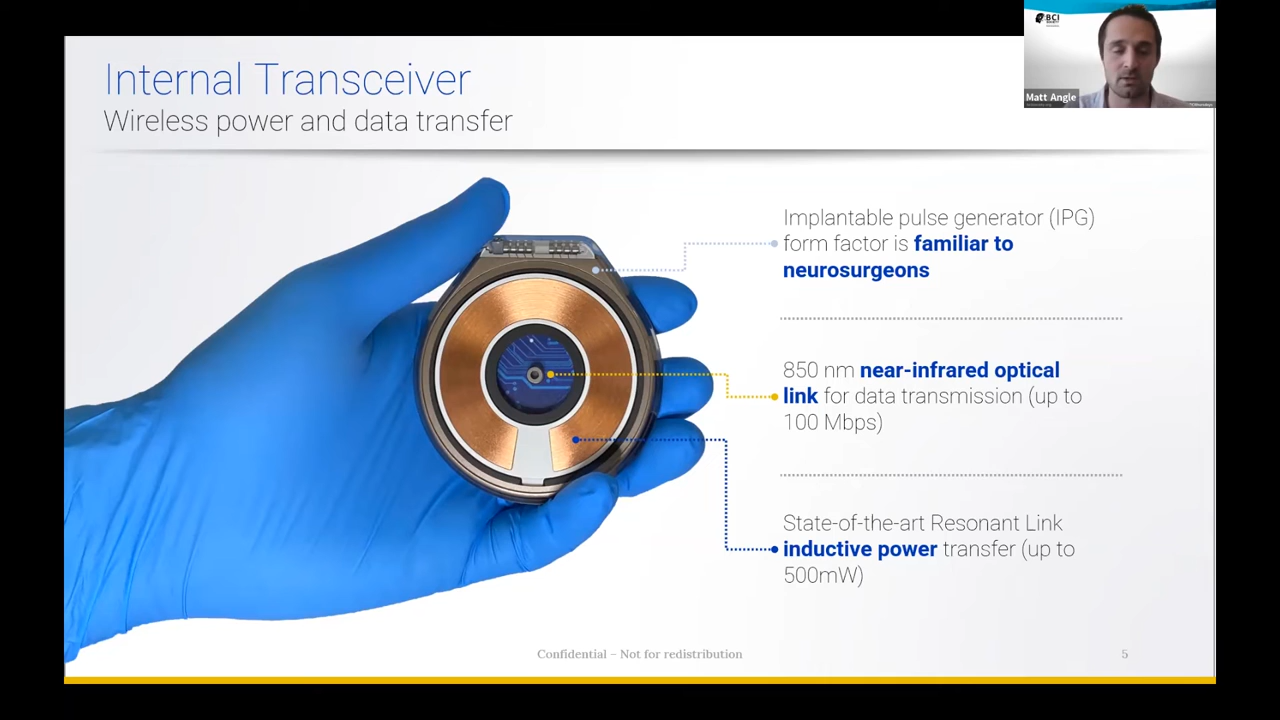 BCI
Matt Angle
Internal Transceiver
Wireless power and data transfer
Implantable pulse generator (IPG)
form factor is familiar to
neurosurgeons
850 nm near-infrared optical
link for data transmission (up to
100 Mbps)
State-of-the-art Resonant Link
inductive power transfer (up to
500mW)
Confidential – Not for redistribution
5